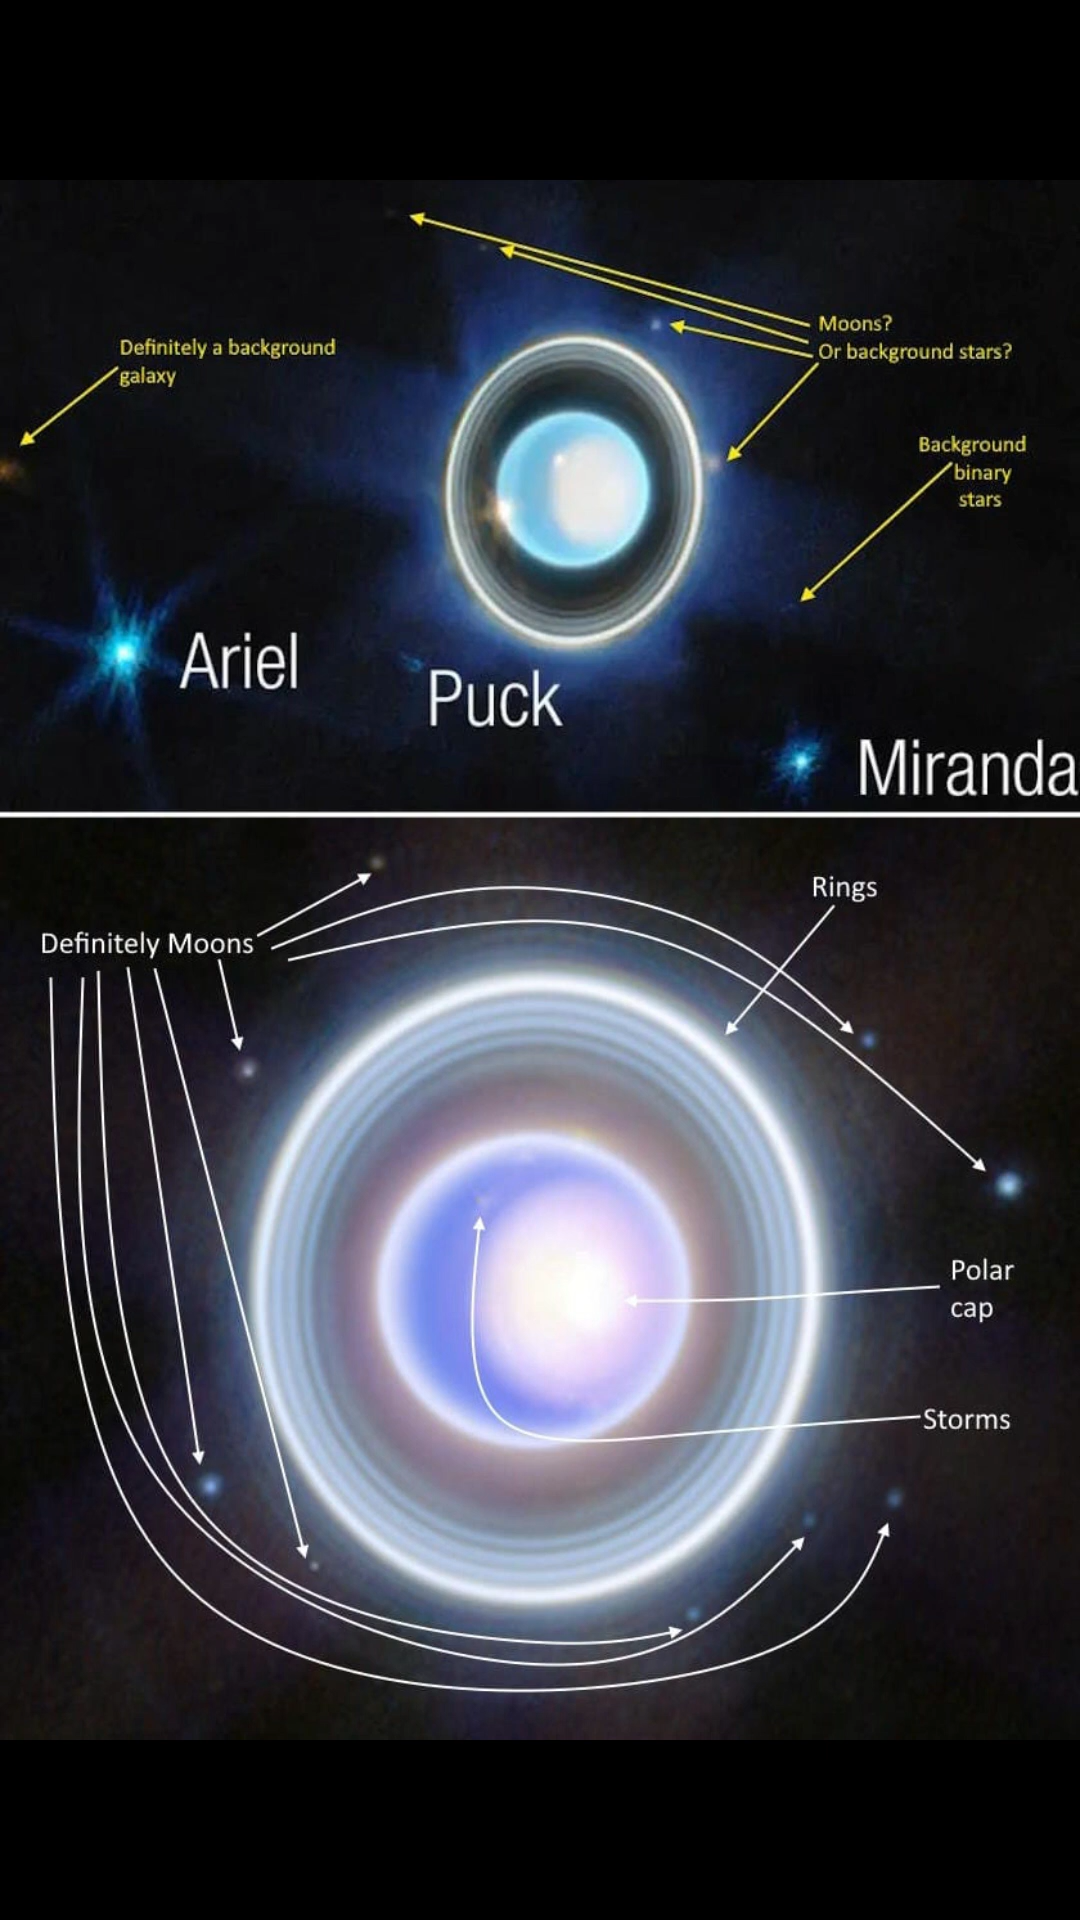 Moons?
Or background stars?
Definitely a background
galaxy
Background
binary
stars
Ariel
Puck
Miranda
Rings
Definitely Moons
Polar
cap
Storms